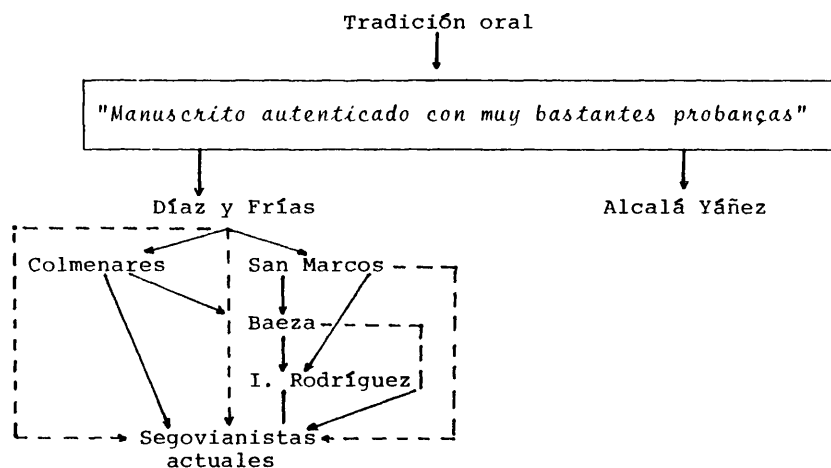 Tradición oral
"Manuscrito autenticado con muy bastantes probanças"
Díaz y Frías
Alcalá Yáñez
Colmenares
San Marcos
Baeza
I. Rodríguez
Segovianistas
actuales